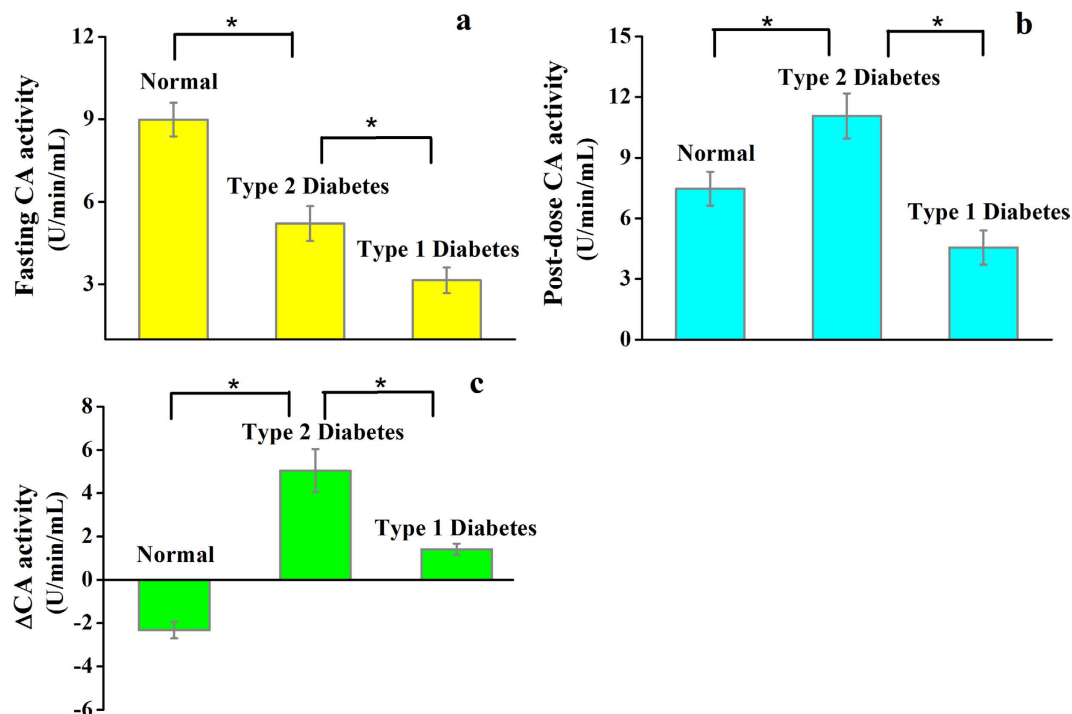 a
Fasting CA activity
(U/min/mL)
12
9
6
3
*
*
Normal
Type 2 Diabetes
Type 1 Diabetes
b
Post-dose CA activity
(U/min/mL)
15
12
9
6
3
0
*
*
Normal
Type 2 Diabetes
Type 1 Diabetes
c
ΔCA activity
(U/min/mL)
8
6
4
2
0
-2
-4
-6
*
*
Normal
Type 2 Diabetes
Type 1 Diabetes